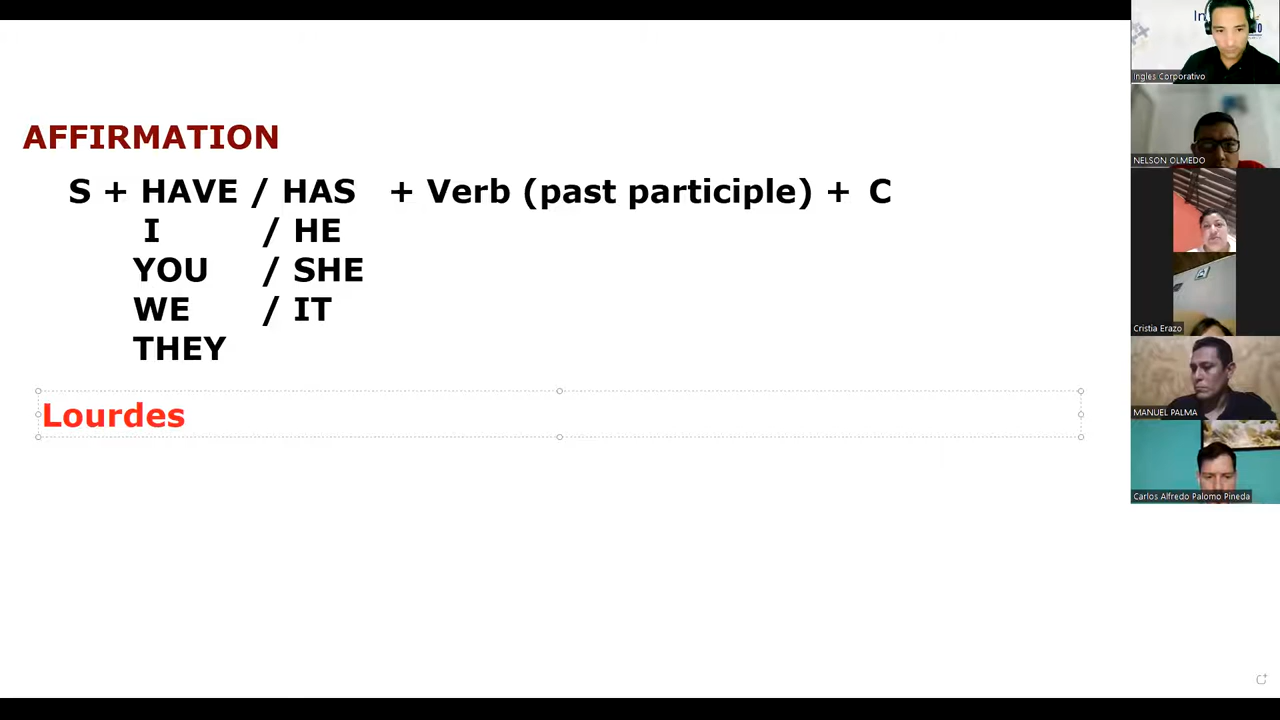 AFFIRMATION
S + HAVE / HAS + Verb (past participle) + C
I / HE
YOU / SHE
WE / IT
THEY
Lourdes
Ingles Corporativo
NELSON OLMEDO
Cristia Erazo
MANUEL PALMA
Carlos Alfredo Palomo Pineda